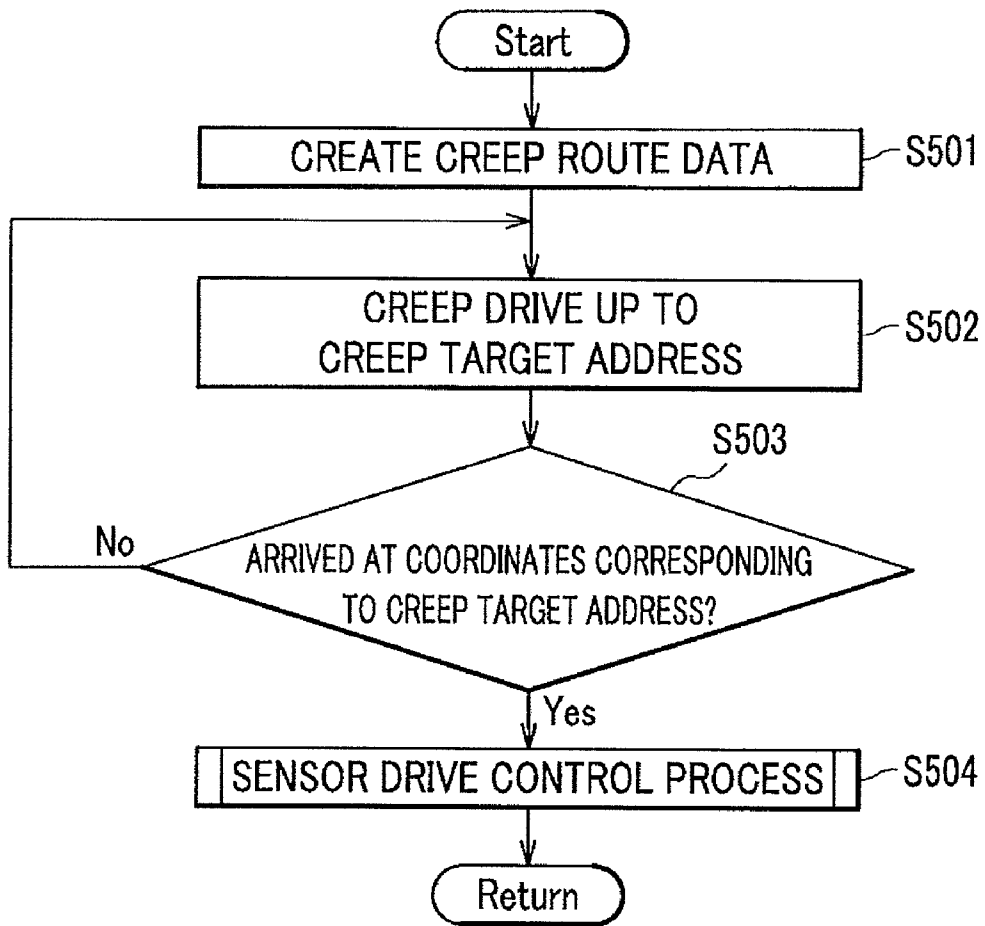 Start
CREATE CREEP ROUTE DATA
S501
CREEP DRIVE UP TO
CREEP TARGET ADDRESS
S502
S503
No
ARRIVED AT COORDINATES CORRESPONDING
TO CREEP TARGET ADDRESS?
Yes
SENSOR DRIVE CONTROL PROCESS
S504
Return